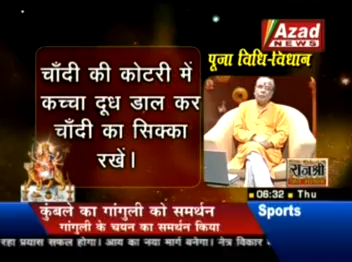 Azad
NEWS
पूजा विधि-विधान
चाँदी की कोटरी में
कच्चा दूध डाल कर
चाँदी का सिक्का
रखें।
राजश्री
06:32 Thu
कुंबले का गांगुली को समर्थन
Sports
गांगुली के चयन का समर्थन किया
रहा प्रयास सफल होगा। आय का नया मार्ग बनेगा। नेत्र विकार